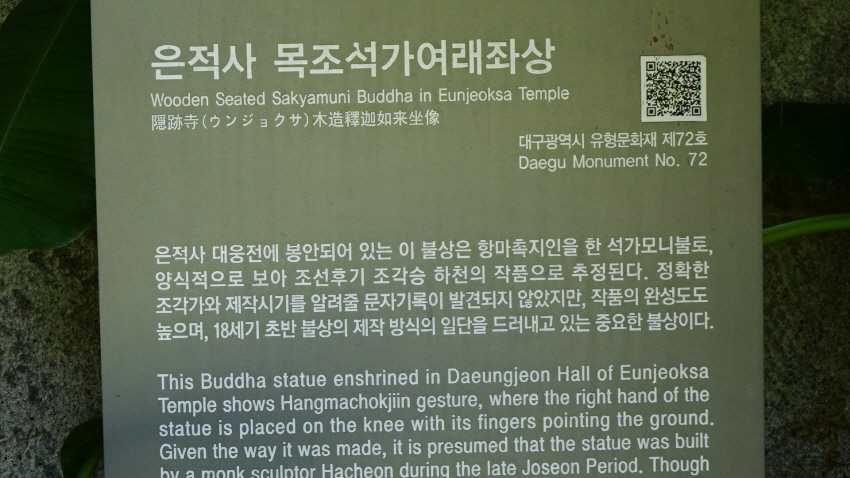 은적사 목조석가여래좌상
Wooden Seated Sakyamuni Buddha in Eunjeoksa Temple
隠跡寺(ウンジョクサ)木造釋迦如来坐像
대구광역시 유형문화재 제72호
Daegu Monument No. 72
은적사 대웅전에 봉안되어 있는 이 불상은 항마촉지인을 한 석가모니불로,
양식적으로 보아 조선후기 조각승 하천의 작품으로 추정된다. 정확한
조각가와 제작시기를 알려줄 문자기록이 발견되지 않았지만, 작품의 완성도도
높으며, 18세기 초반 불상의 제작 방식의 일단을 드러내고 있는 중요한 불상이다.
This Buddha statue enshrined in Daeungjeon Hall of Eunjeoksa
Temple shows Hangmachokjiin gesture, where the right hand of the
statue is placed on the knee with its fingers pointing the ground.
Given the way it was made, it is presumed that the statue was built
by a monk sculptor Hacheon during the late Joseon Period. Though